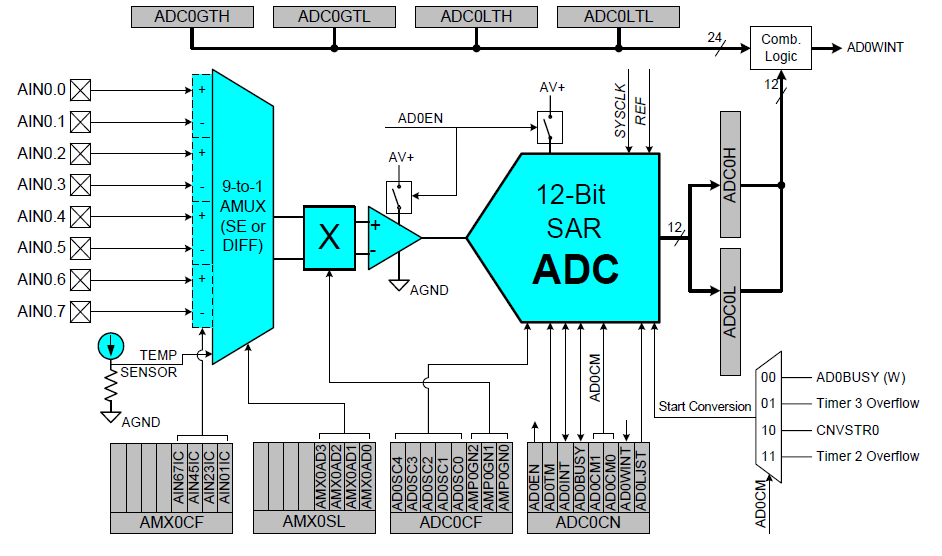 ADC0GTH
ADC0GTL
ADC0LTH
ADC0LTL
24
Comb.
Logic
AD0WINT
12
AIN0.0
AIN0.1
AIN0.2
AIN0.3
AIN0.4
AIN0.5
AIN0.6
AIN0.7
+
-
+
-
+
-
+
-
9-to-1
AMUX
(SE or
DIFF)
X
+
-
AV+
AGND
AD0EN
AV+
SYSCLK
REF
12-Bit
SAR
ADC
12
ADC0H
ADC0L
TEMP
SENSOR
AGND
AD0CM
Start Conversion
00
01
10
11
AD0BUSY (W)
Timer 3 Overflow
CNVSTR0
Timer 2 Overflow
AD0CM
AIN67IC
AIN45IC
AIN23IC
AIN01IC
AMX0CF
AMX0AD3
AMX0AD2
AMX0AD1
AMX0AD0
AMX0SL
AD0SC4
AD0SC3
AD0SC2
AD0SC1
AD0SC0
AMP0GN2
AMP0GN1
AMP0GN0
ADC0CF
AD0EN
AD0TM
AD0INT
AD0BUSY
AD0CM1
AD0CM0
AD0WINT
AD0LJST
ADC0CN